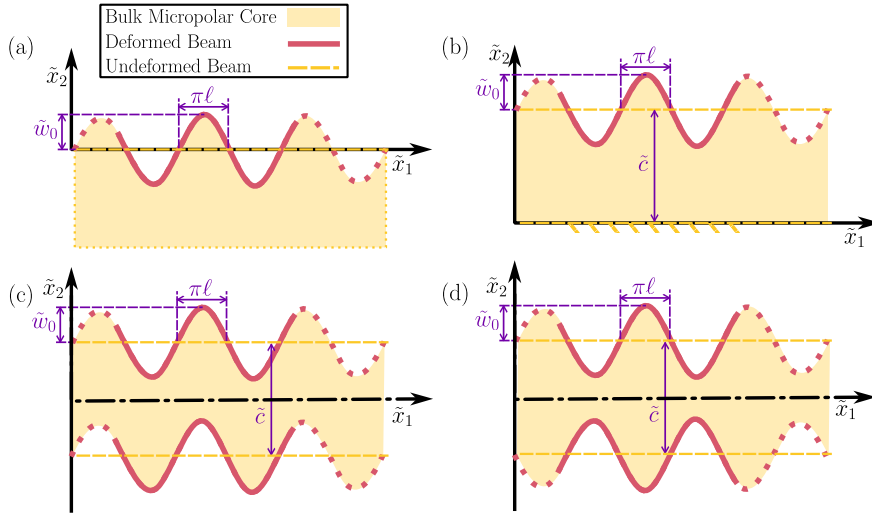 Bulk Micropolar Core
Deformed Beam
Undeformed Beam
(a)
x̃₂
w̃₀
πℓ
x̃₁
(b)
x̃₂
w̃₀
πℓ
c̃
x̃₁
(c)
x̃₂
w̃₀
πℓ
c̃
x̃₁
(d)
x̃₂
w̃₀
πℓ
c̃
x̃₁